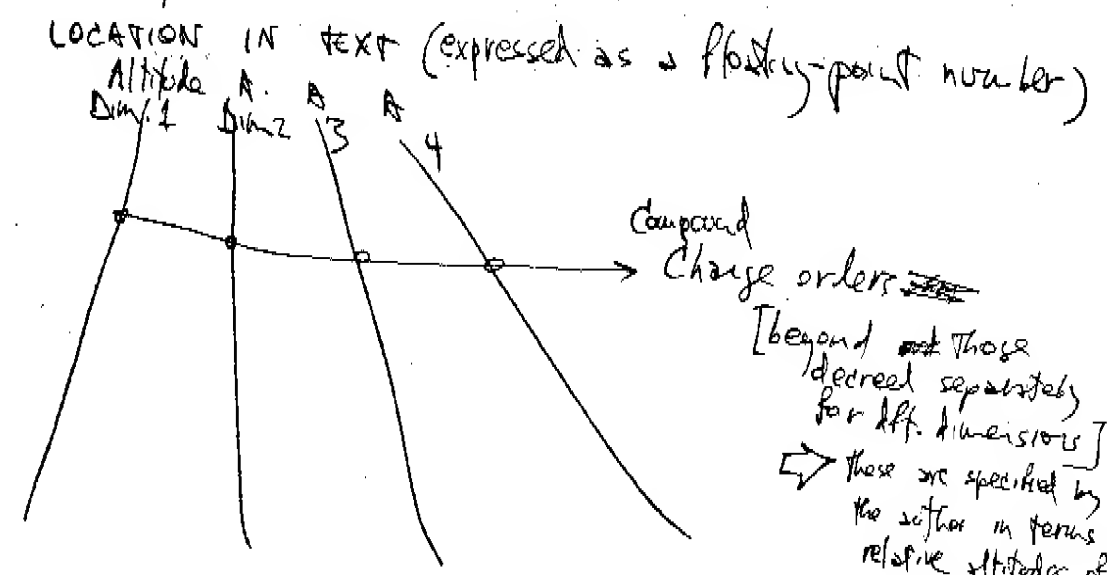 LOCATION IN TEXT (expressed as a floating-point number)
Altitude A. A A
Dim. 1 Dim 2 3 4
Compound
Change orders
[beyond those
decreed separately
for diff. dimensions]
these are specified by
the author in terms
relative altitudes of